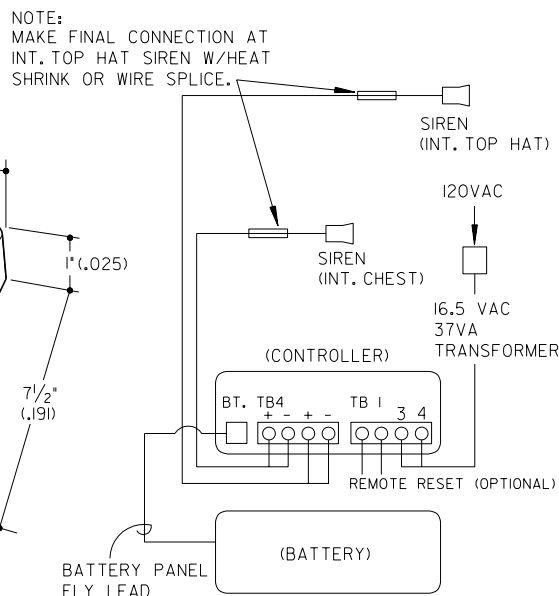 NOTE:
MAKE FINAL CONNECTION AT
INT. TOP HAT SIREN W/HEAT
SHRINK OR WIRE SPLICE.
SIREN
(INT. TOP HAT)
120VAC
1"(.025)
SIREN
(INT. CHEST)
16.5 VAC
37VA
TRANSFORMER
(CONTROLLER)
7 1/2"
(.191)
BT. TB4 TB 1
+ - + - 3 4
REMOTE RESET (OPTIONAL)
(BATTERY)
BATTERY PANEL
FLY LEAD